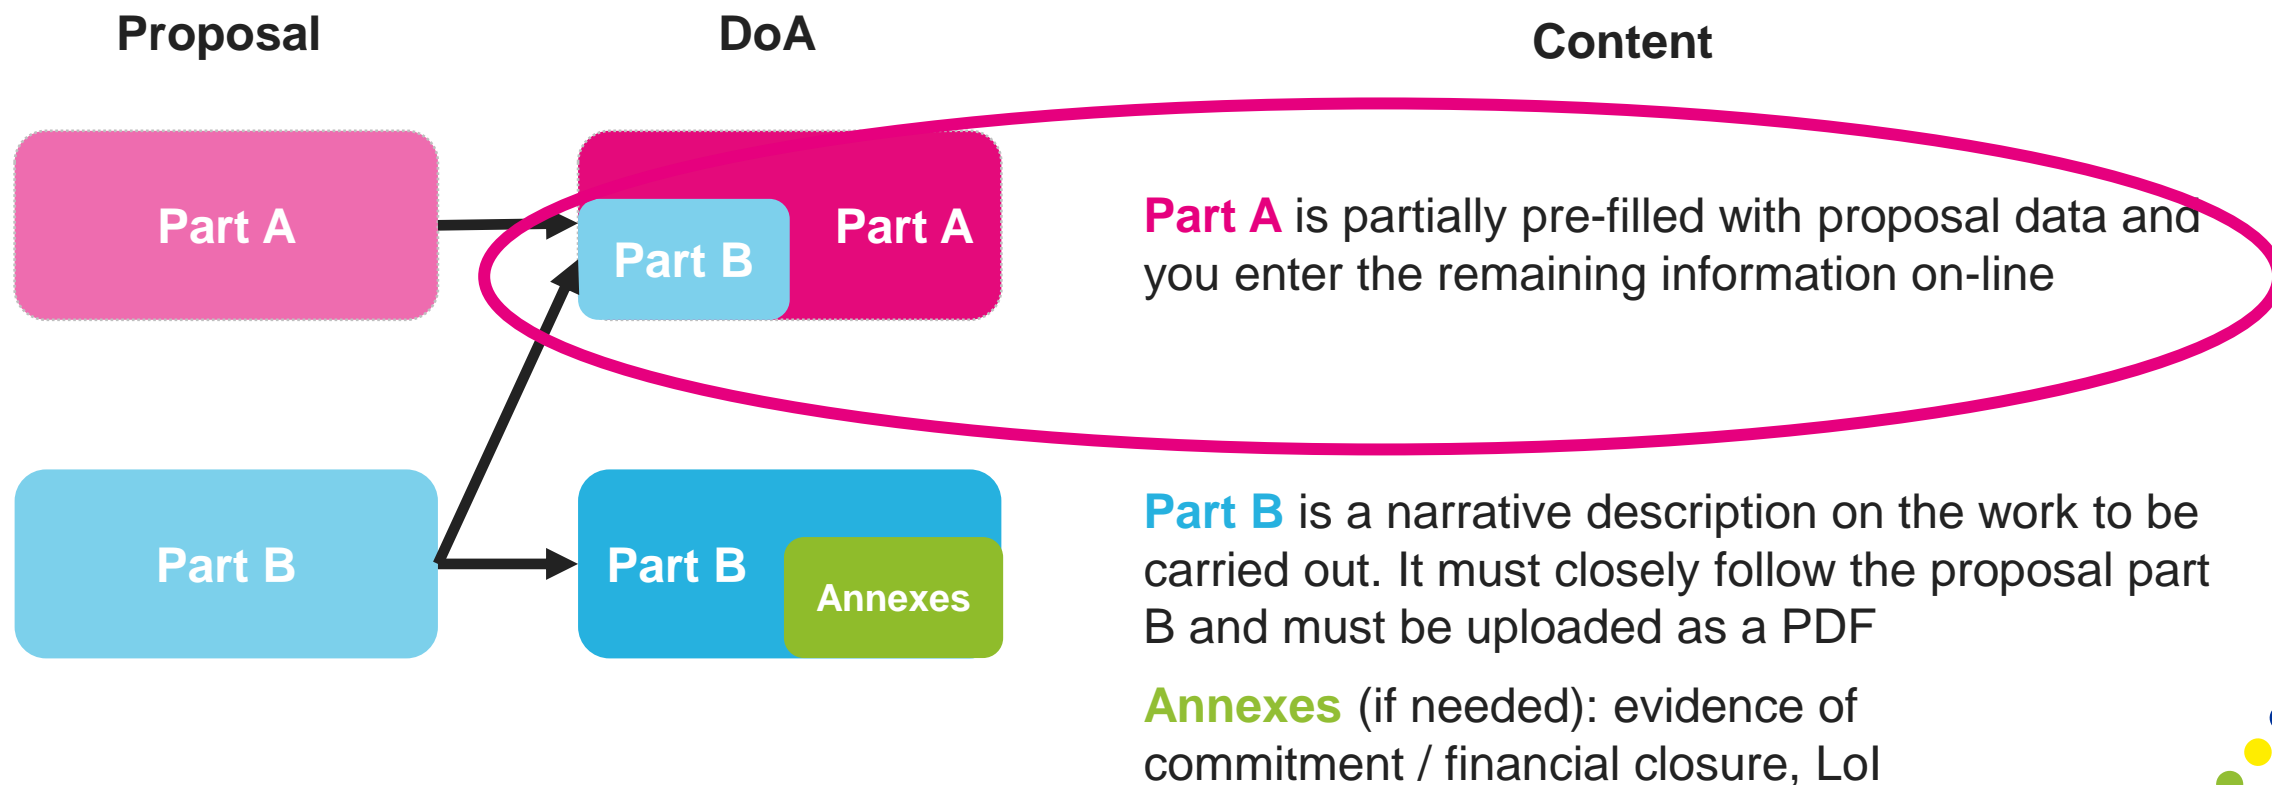 Proposal
DoA
Content
Part A
Part B
Part A
Part A is partially pre-filled with proposal data and
you enter the remaining information on-line
Part B
Part B
Annexes
Part B is a narrative description on the work to be
carried out. It must closely follow the proposal part
B and must be uploaded as a PDF
Annexes (if needed): evidence of
commitment / financial closure, LoI